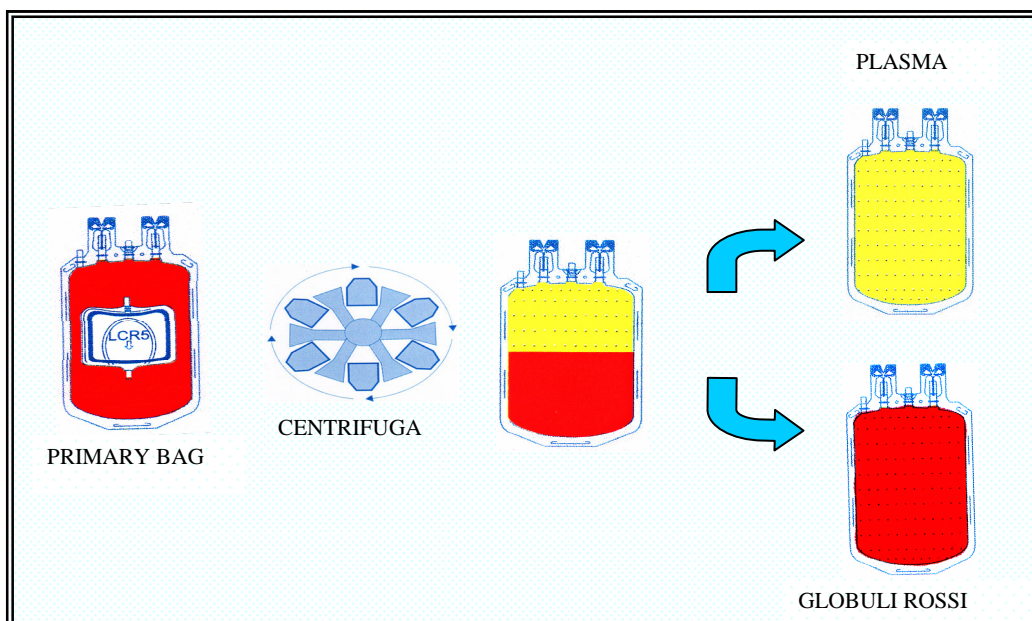 PLASMA
LCR5
CENTRIFUGA
PRIMARY BAG
GLOBULI ROSSI